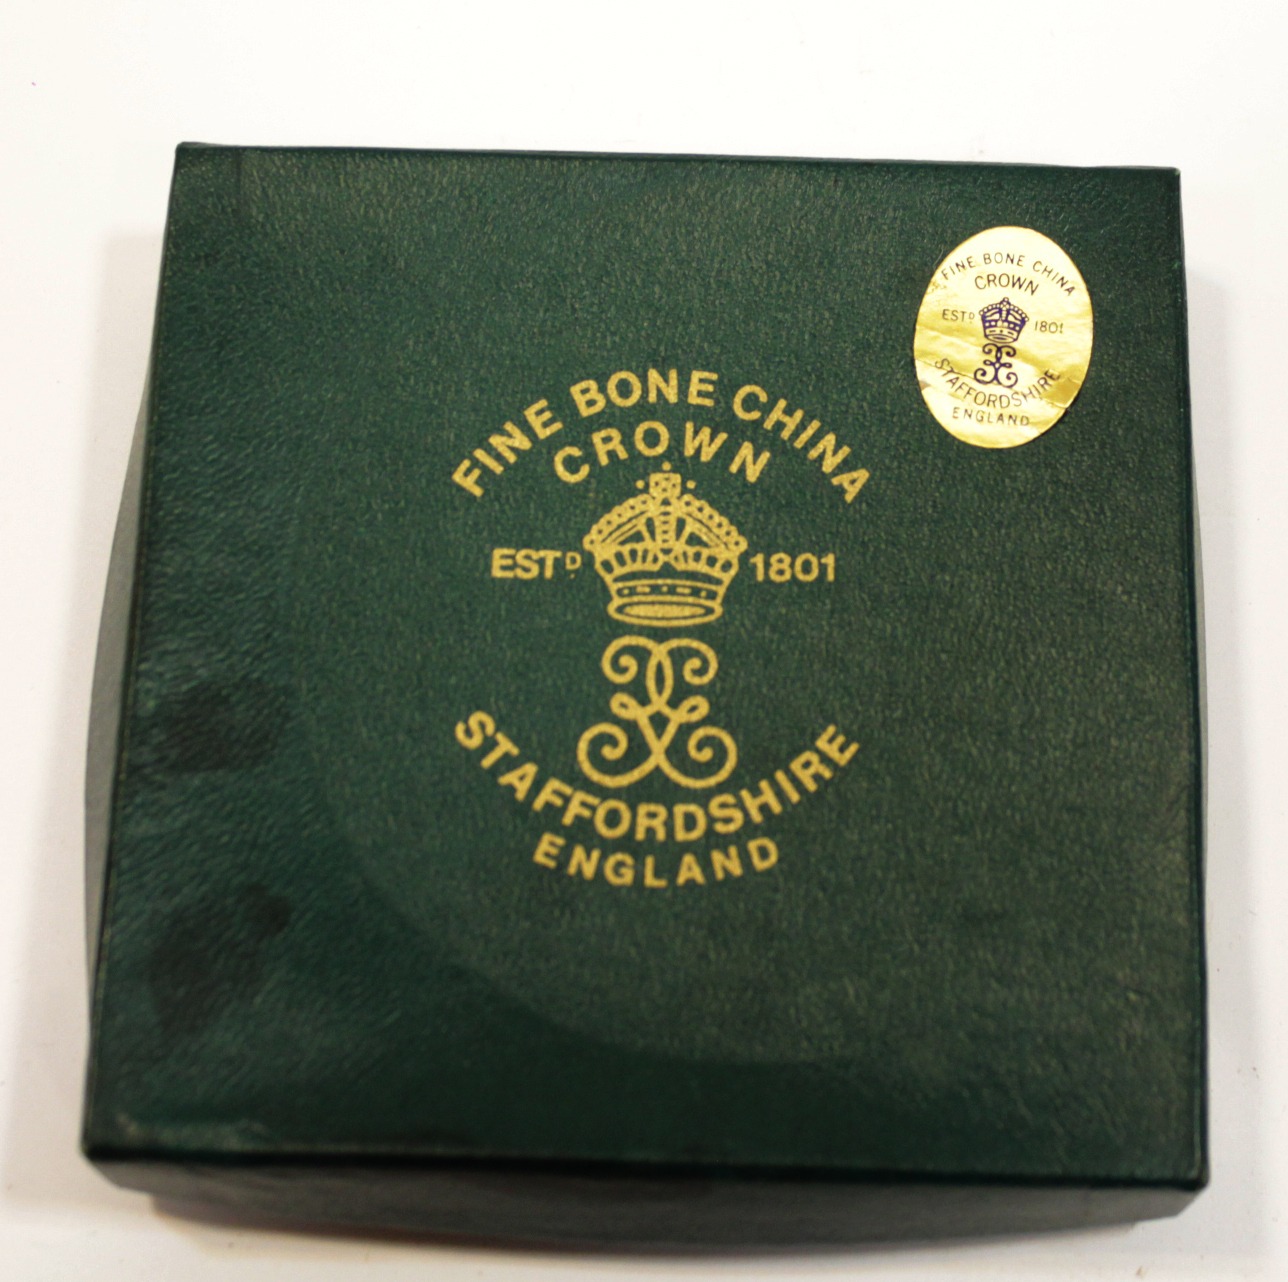 FINE BONE CHINA
CROWN
ESTD 1801
STAFFORDSHIRE
ENGLAND
FINE BONE CHINA
CROWN
ESTD 1801
STAFFORDSHIRE
ENGLAND